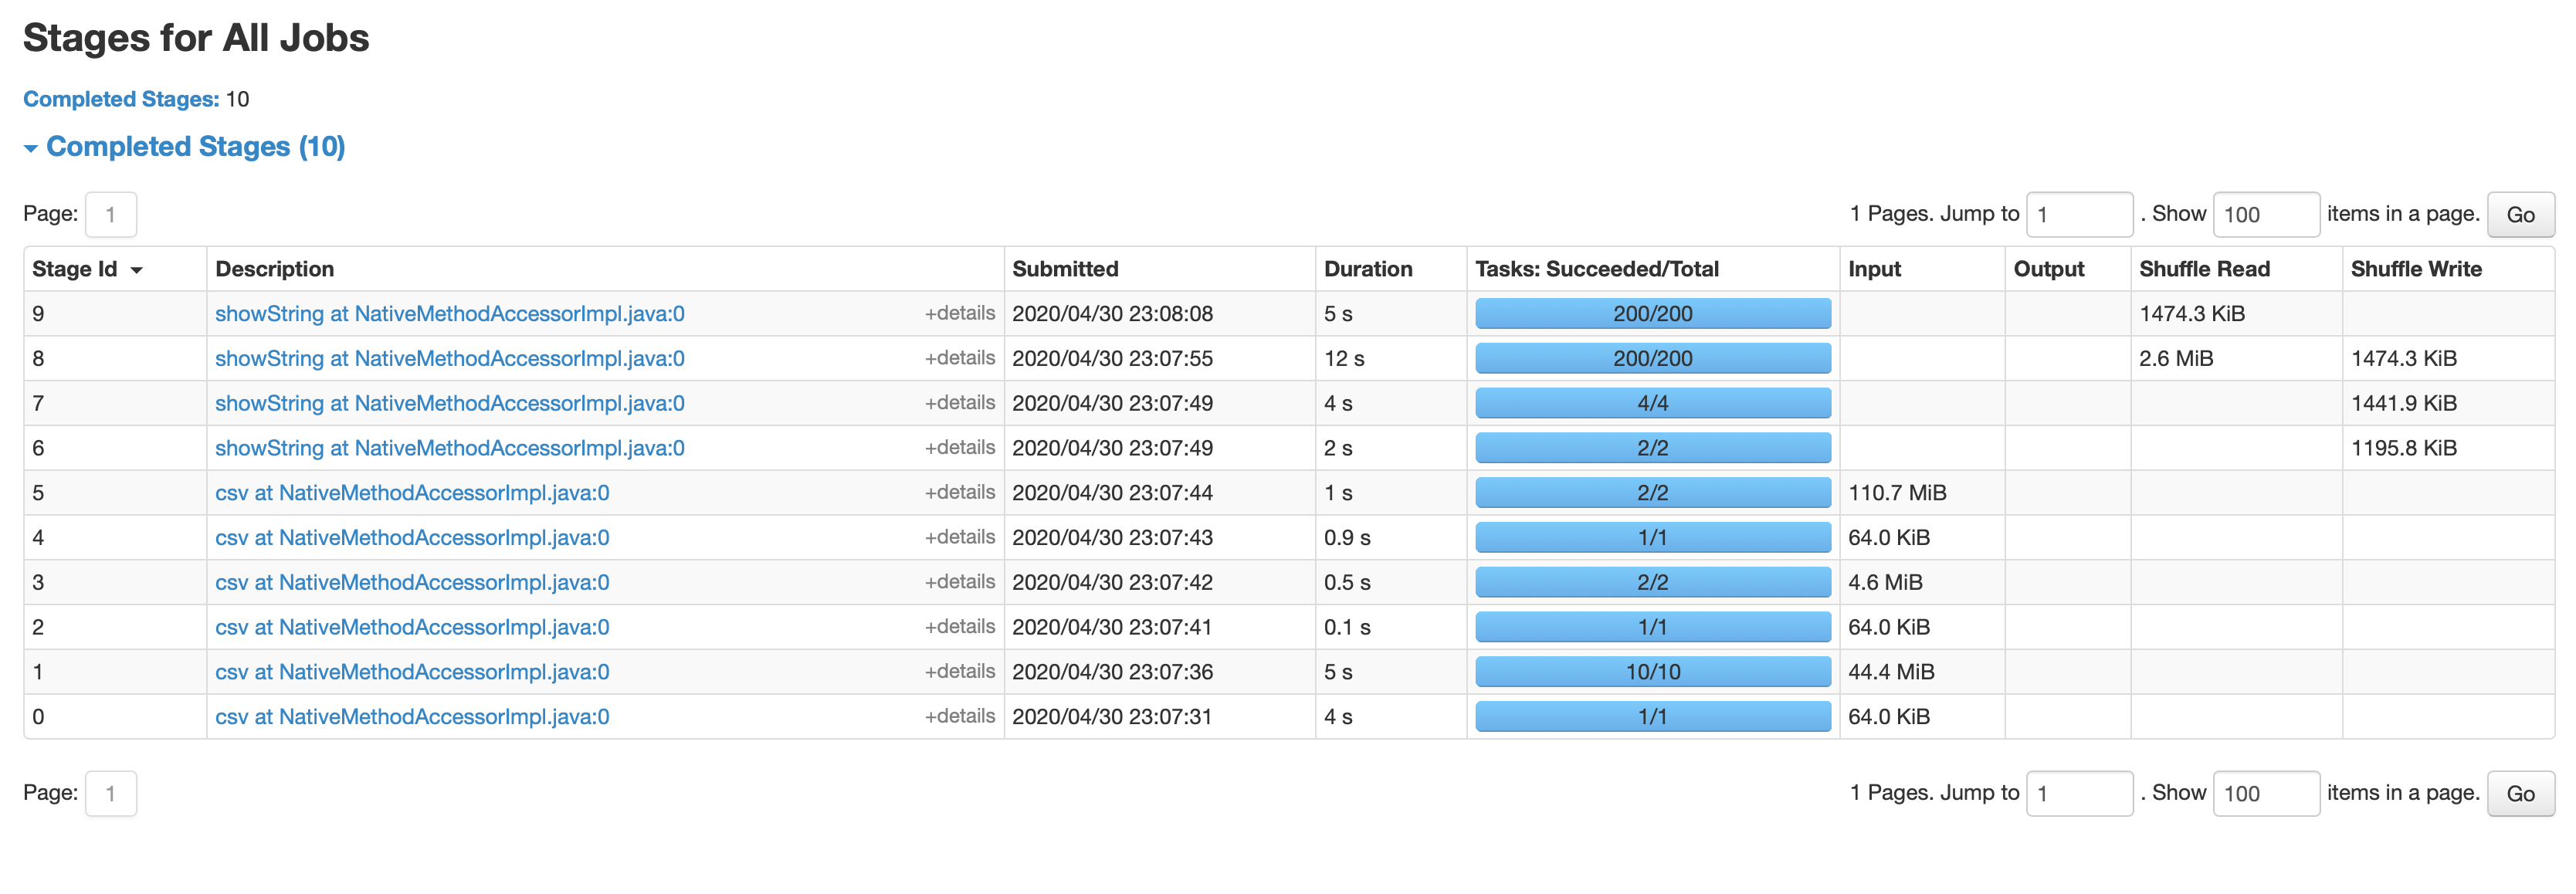 Stages for All Jobs
Completed Stages: 10
Completed Stages (10)
Page: 1 1 Pages. Jump to 1 . Show 100 items in a page. Go
Stage Id Description Submitted Duration Tasks: Succeeded/Total Input Output Shuffle Read Shuffle Write
9 showString at NativeMethodAccessorImpl.java:0 +details 2020/04/30 23:08:08 5 s 200/200 1474.3 KiB
8 showString at NativeMethodAccessorImpl.java:0 +details 2020/04/30 23:07:55 12 s 200/200 2.6 MiB 1474.3 KiB
7 showString at NativeMethodAccessorImpl.java:0 +details 2020/04/30 23:07:49 4 s 4/4 1441.9 KiB
6 showString at NativeMethodAccessorImpl.java:0 +details 2020/04/30 23:07:49 2 s 2/2 1195.8 KiB
5 csv at NativeMethodAccessorImpl.java:0 +details 2020/04/30 23:07:44 1 s 2/2 110.7 MiB
4 csv at NativeMethodAccessorImpl.java:0 +details 2020/04/30 23:07:43 0.9 s 1/1 64.0 KiB
3 csv at NativeMethodAccessorImpl.java:0 +details 2020/04/30 23:07:42 0.5 s 2/2 4.6 MiB
2 csv at NativeMethodAccessorImpl.java:0 +details 2020/04/30 23:07:41 0.1 s 1/1 64.0 KiB
1 csv at NativeMethodAccessorImpl.java:0 +details 2020/04/30 23:07:36 5 s 10/10 44.4 MiB
0 csv at NativeMethodAccessorImpl.java:0 +details 2020/04/30 23:07:31 4 s 1/1 64.0 KiB
Page: 1 1 Pages. Jump to 1 . Show 100 items in a page. Go